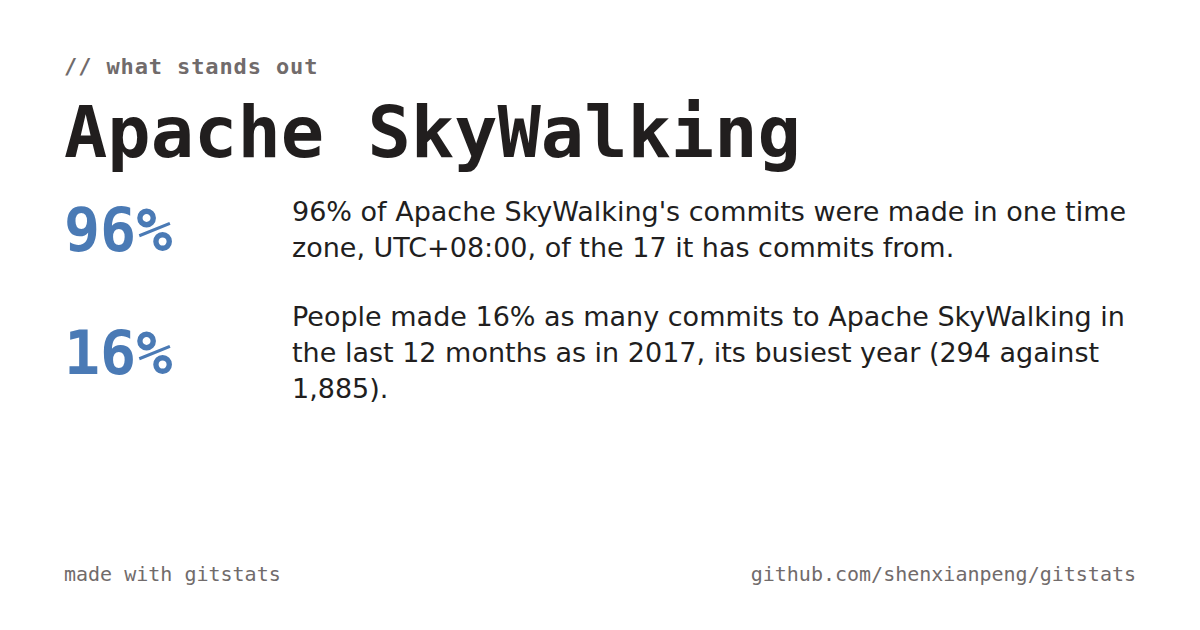 // what stands out
Apache SkyWalking
96%
96% of Apache SkyWalking's commits were made in one time
zone, UTC+08:00, of the 17 it has commits from.
16%
People made 16% as many commits to Apache SkyWalking in
the last 12 months as in 2017, its busiest year (294 against
1,885).
made with gitstats
github.com/shenxianpeng/gitstats